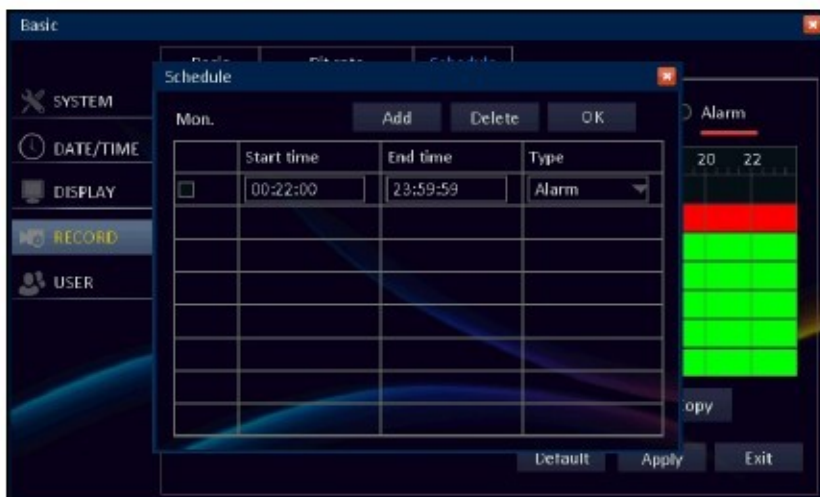 Basic
Schedule
Mon. Add Delete OK
Start time End time Type
00:22:00 23:59:59 Alarm
SYSTEM
DATE/TIME
DISPLAY
RECORD
USER
Alarm
20 22
Default Apply Exit